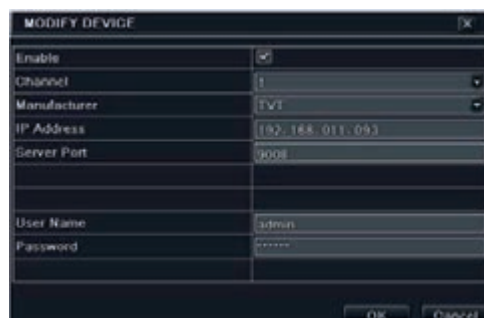 MODIFY DEVICE X
Enable
Channel 1
Manufacturer TVT
IP Address 192.168.011.093
Server Port 9008
User Name admin
Password ******
OK Cancel